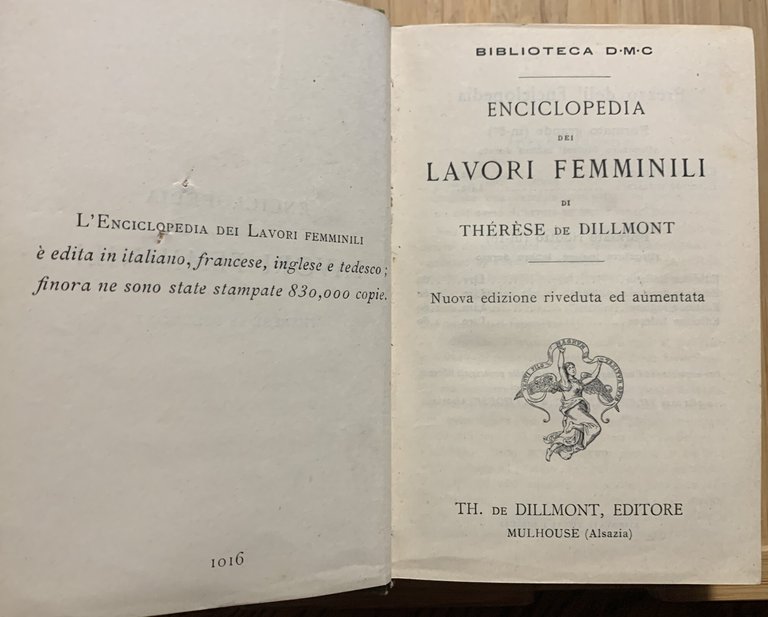 L'Enciclopedia dei Lavori femminili
è edita in italiano, francese, inglese e tedesco;
finora ne sono state stampate 830,000 copie.
1016
BIBLIOTECA D·M·C
ENCICLOPEDIA
DEI
LAVORI FEMMINILI
DI
THÉRÈSE DE DILLMONT
Nuova edizione riveduta ed aumentata
MAGNUM
TH. DE DILLMONT, EDITORE
MULHOUSE (Alsazia)